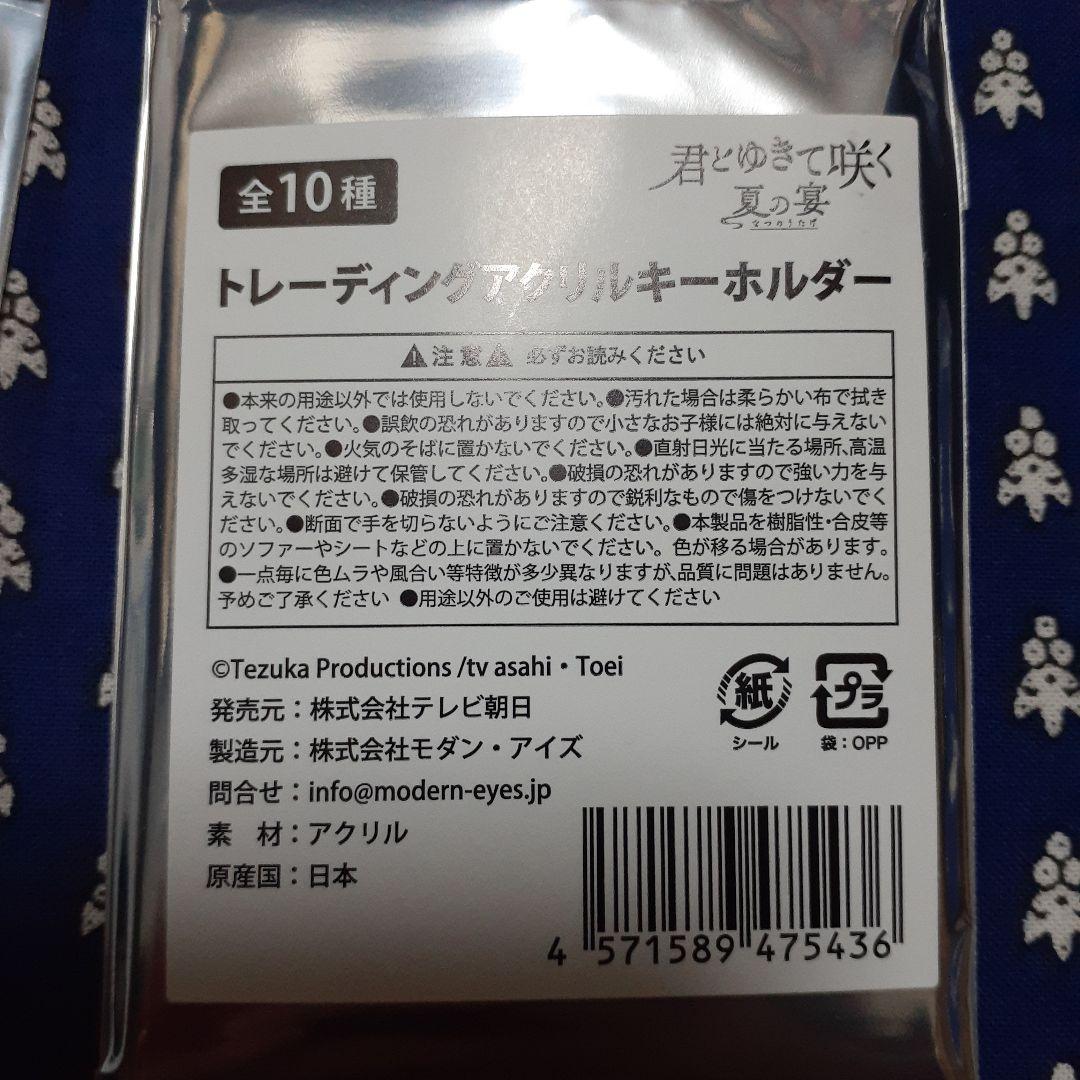 全10種
君とゆきて咲く
夏の宴
なつのうたげ
トレーディングアクリルキーホルダー
⚠注意⚠ 必ずお読みください
●本来の用途以外では使用しないでください。●汚れた場合は柔らかい布で拭き
取ってください。●誤飲の恐れがありますので小さなお子様には絶対に与えない
でください。●火気のそばに置かないでください。●直射日光に当たる場所、高温
多湿な場所は避けて保管してください。●破損の恐れがありますので強い力を与
えないでください。●破損の恐れがありますので鋭利なもので傷をつけないでく
ださい。●断面で手を切らないようにご注意ください。●本製品を樹脂性・合皮等
のソファーやシートなどの上に置かないでください。色が移る場合があります。
●一点毎に色ムラや風合い等特徴が多少異なりますが、品質に問題はありません。
予めご了承ください ●用途以外のご使用は避けてください
©Tezuka Productions /tv asahi・Toei
発売元：株式会社テレビ朝日
製造元：株式会社モダン・アイズ
問合せ：info@modern-eyes.jp
素 材：アクリル
原産国：日本
紙
シール
プラ
袋：OPP
4 571589 475436